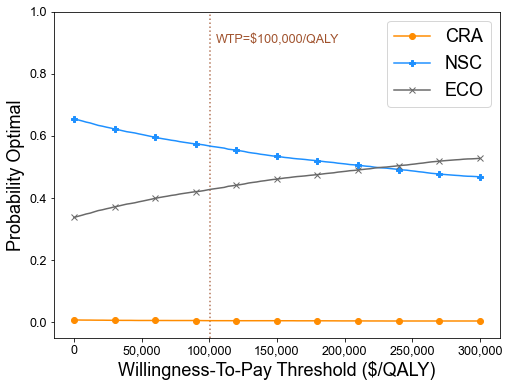 1.0
0.8
0.6
0.4
0.2
0.0
Probability Optimal
WTP=$100,000/QALY
CRA
NSC
ECO
0 50,000 100,000 150,000 200,000 250,000 300,000
Willingness-To-Pay Threshold ($/QALY)